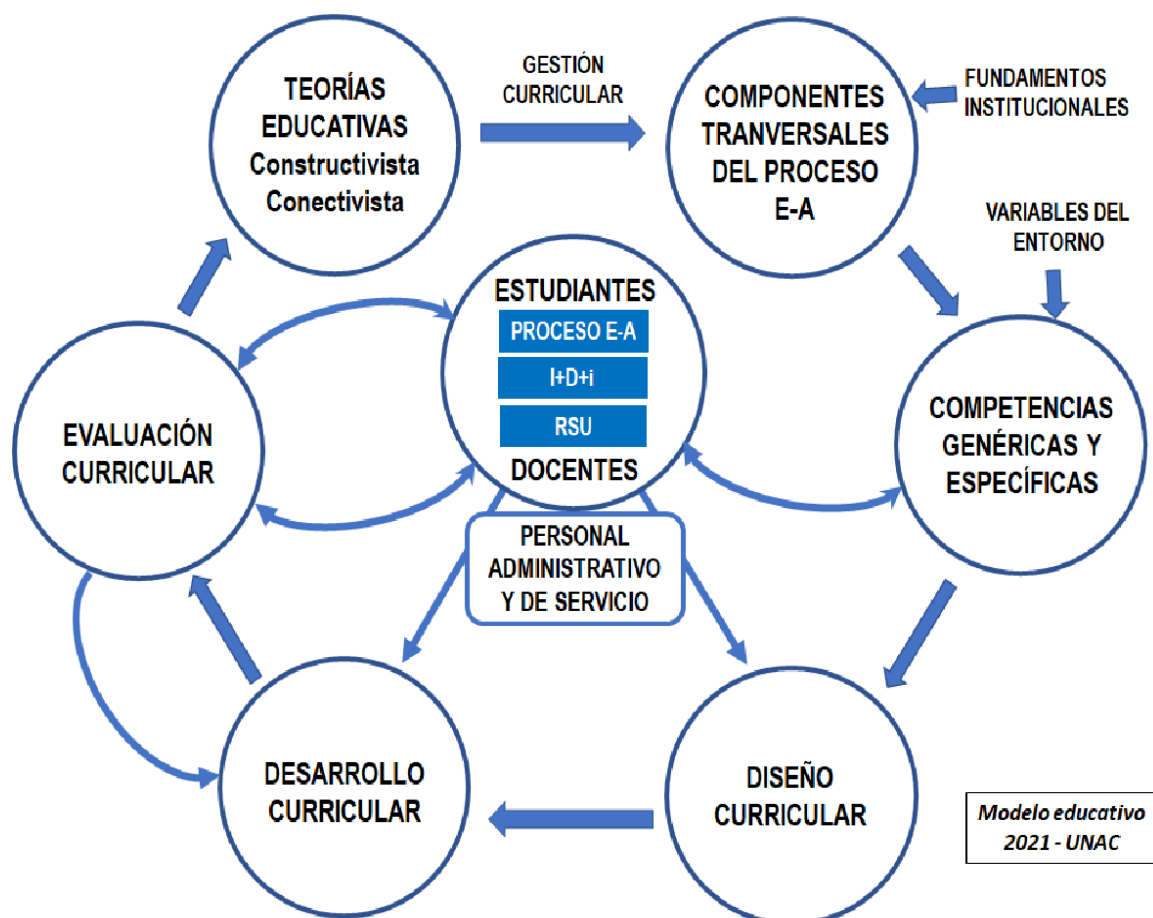 TEORÍAS
EDUCATIVAS
Constructivista
Conectivista
GESTIÓN
CURRICULAR
COMPONENTES
TRANVERSALES
DEL PROCESO
E-A
FUNDAMENTOS
INSTITUCIONALES
VARIABLES DEL
ENTORNO
ESTUDIANTES
PROCESO E-A
I+D+i
RSU
DOCENTES
EVALUACIÓN
CURRICULAR
COMPETENCIAS
GENÉRICAS Y
ESPECÍFICAS
PERSONAL
ADMINISTRATIVO
Y DE SERVICIO
DESARROLLO
CURRICULAR
DISEÑO
CURRICULAR
Modelo educativo
2021 - UNAC